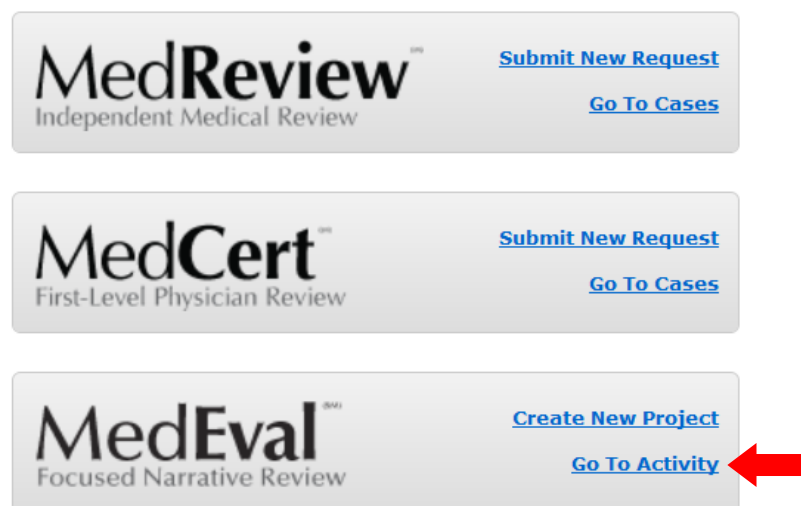 MedReview
Independent Medical Review
Submit New Request
Go To Cases
MedCert
First-Level Physician Review
Submit New Request
Go To Cases
MedEval (SM)
Focused Narrative Review
Create New Project
Go To Activity